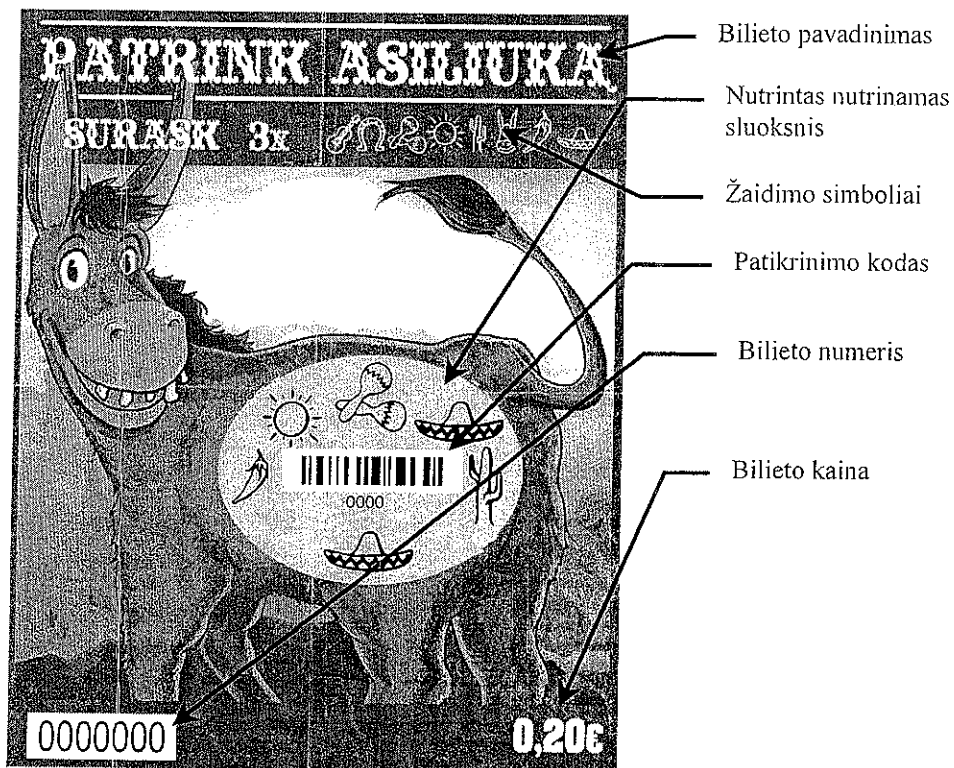 PATRINK ASILIUKĄ
SURASK 3x
0000
0000000
0,20€
Bilieto pavadinimas
Nutrintas nutrinamas
sluoksnis
Žaidimo simboliai
Patikrinimo kodas
Bilieto numeris
Bilieto kaina